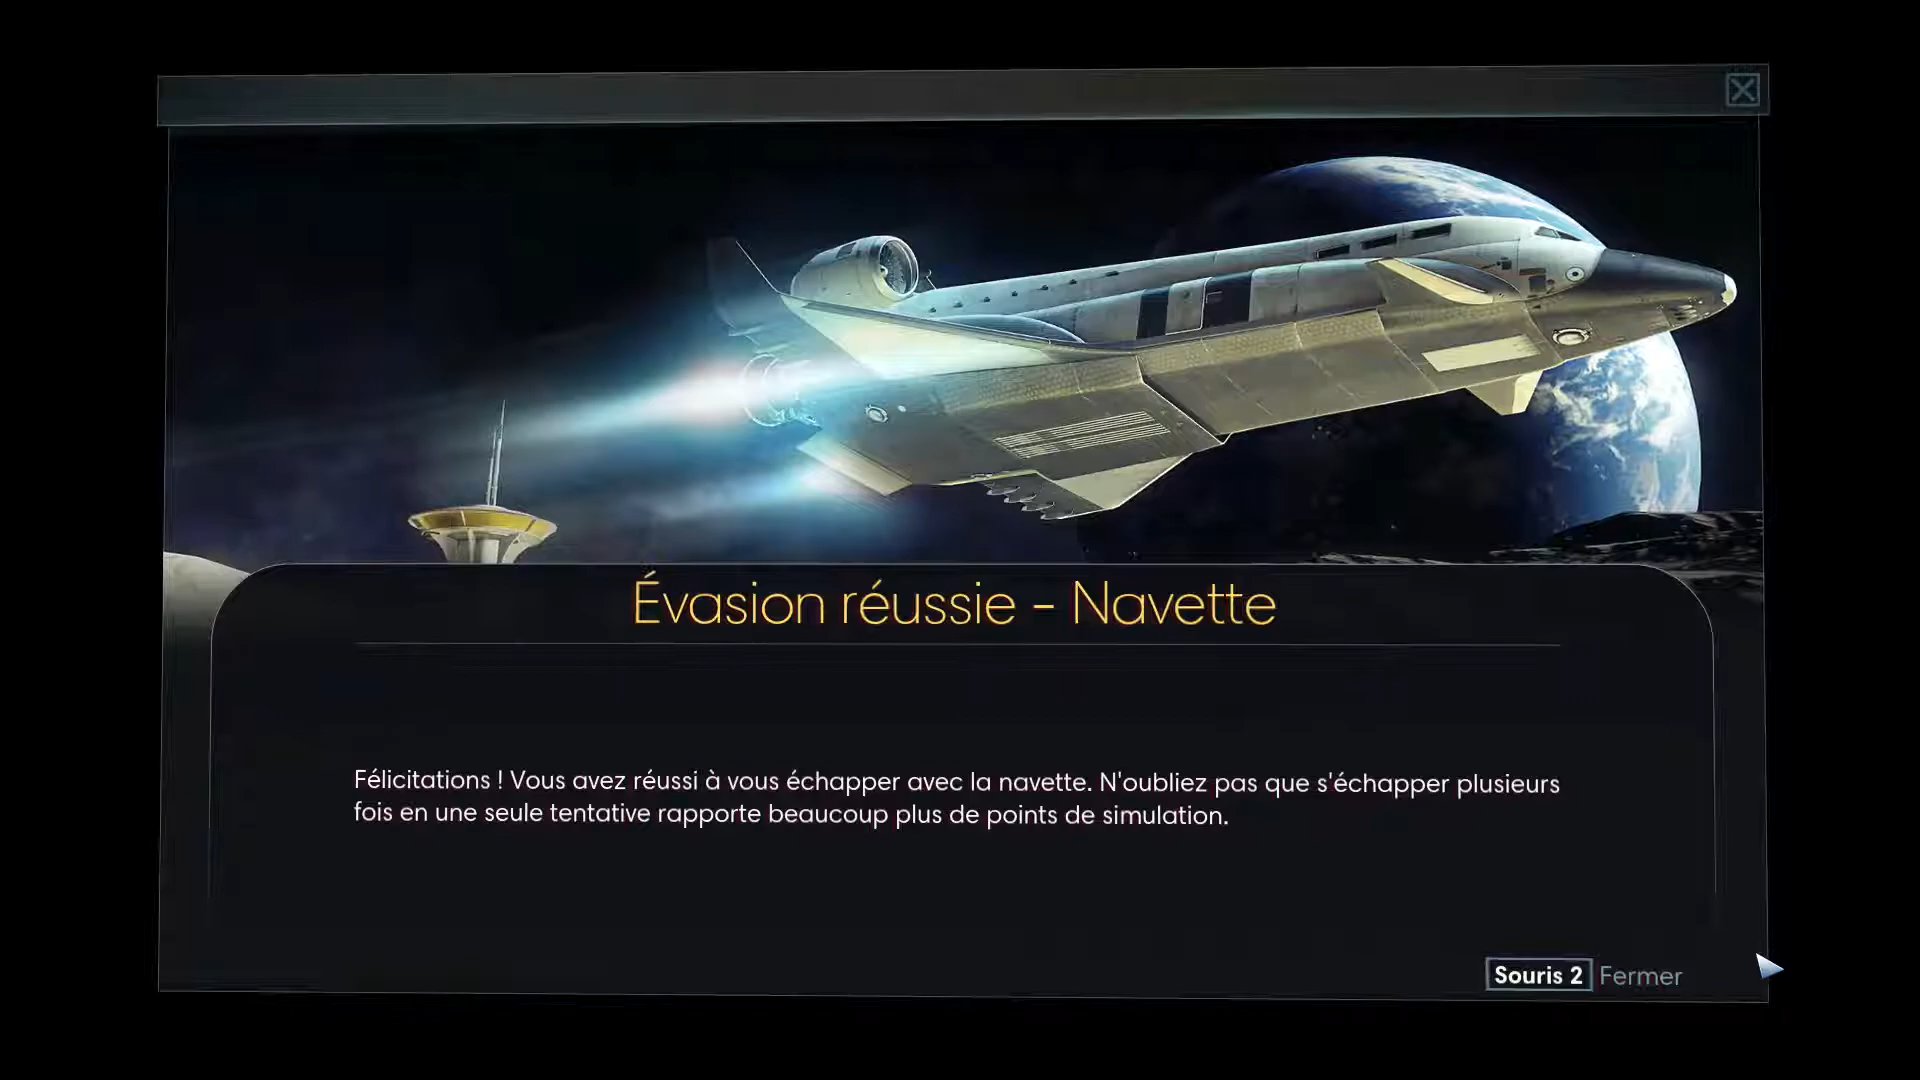 Évasion réussie - Navette
Félicitations ! Vous avez réussi à vous échapper avec la navette. N'oubliez pas que s'échapper plusieurs
fois en une seule tentative rapporte beaucoup plus de points de simulation.
Souris 2 Fermer